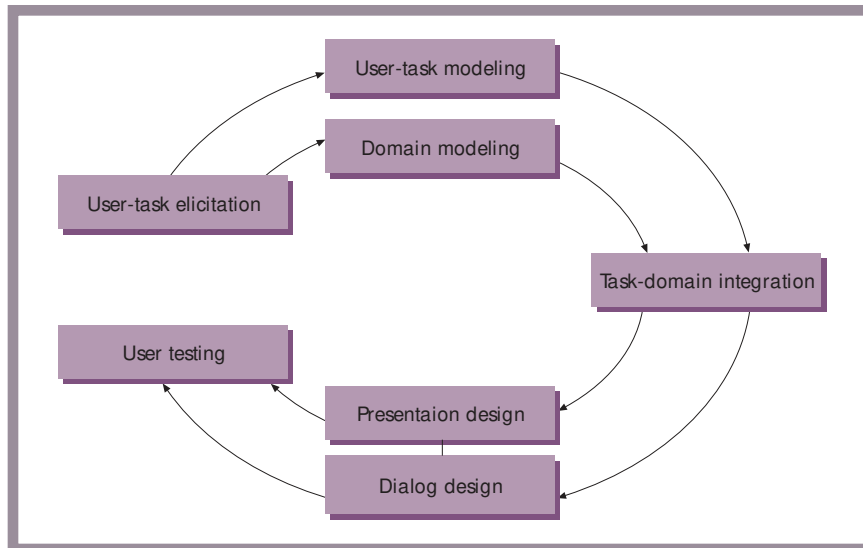 User-task modeling
Domain modeling
User-task elicitation
Task-domain integration
User testing
Presentaion design
Dialog design